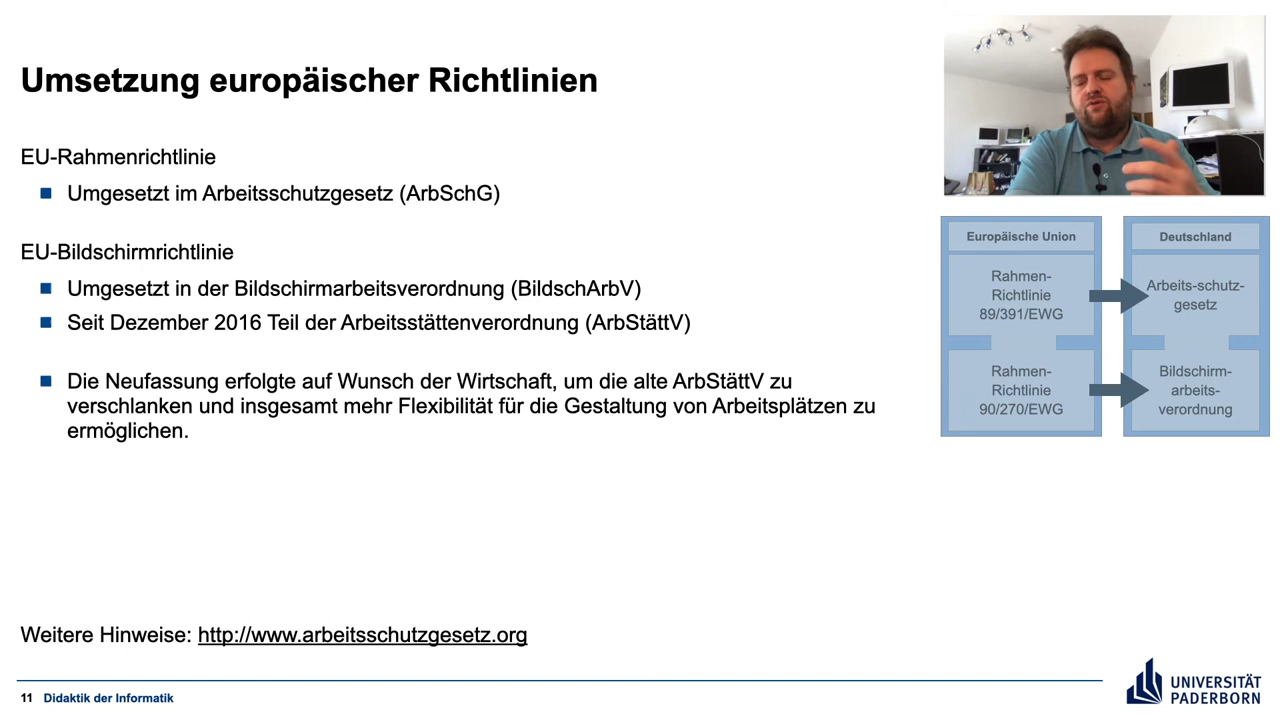 Umsetzung europäischer Richtlinien
EU-Rahmenrichtlinie
Umgesetzt im Arbeitsschutzgesetz (ArbSchG)
EU-Bildschirmrichtlinie
Umgesetzt in der Bildschirmarbeitsverordnung (BildschArbV)
Seit Dezember 2016 Teil der Arbeitsstättenverordnung (ArbStättV)
Die Neufassung erfolgte auf Wunsch der Wirtschaft, um die alte ArbStättV zu
verschlanken und insgesamt mehr Flexibilität für die Gestaltung von Arbeitsplätzen zu
ermöglichen.
Europäische Union
Rahmen-
Richtlinie
89/391/EWG
Rahmen-
Richtlinie
90/270/EWG
Deutschland
Arbeits-schutz-
gesetz
Bildschirm-
arbeits-
verordnung
Weitere Hinweise: http://www.arbeitsschutzgesetz.org
11 Didaktik der Informatik
UNIVERSITÄT
PADERBORN